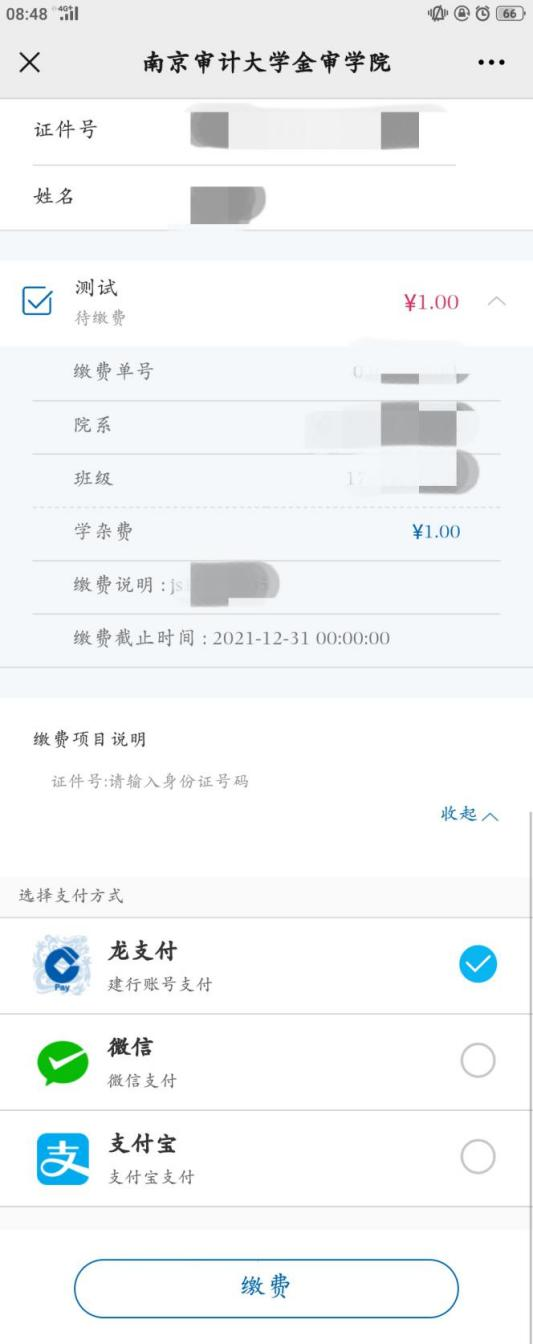 08:48 4G+ 66
南京审计大学金审学院
证件号
姓名
测试
¥1.00
待缴费
缴费单号
院系
班级 17
学杂费 ¥1.00
缴费说明：js
缴费截止时间：2021-12-31 00:00:00
缴费项目说明
证件号:请输入身份证号码
收起
选择支付方式
龙支付
Pay
建行账号支付
微信
微信支付
支付宝
支
支付宝支付
缴费